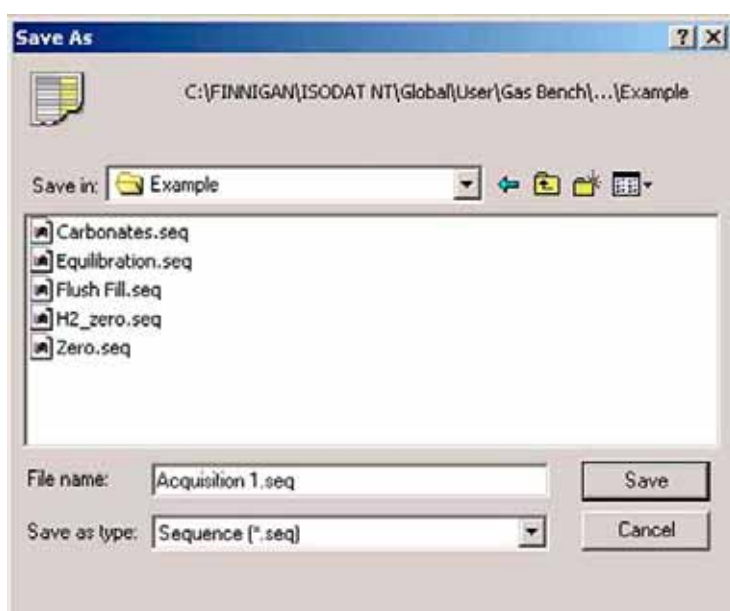 Save As
C:\FINNIGAN\ISODAT NT\Global\User\Gas Bench\...\Example
Save in: Example
Carbonates.seq
Equilibration.seq
Flush Fill.seq
H2_zero.seq
Zero.seq
File name: Acquisition 1.seq Save
Save as type: Sequence (*.seq) Cancel